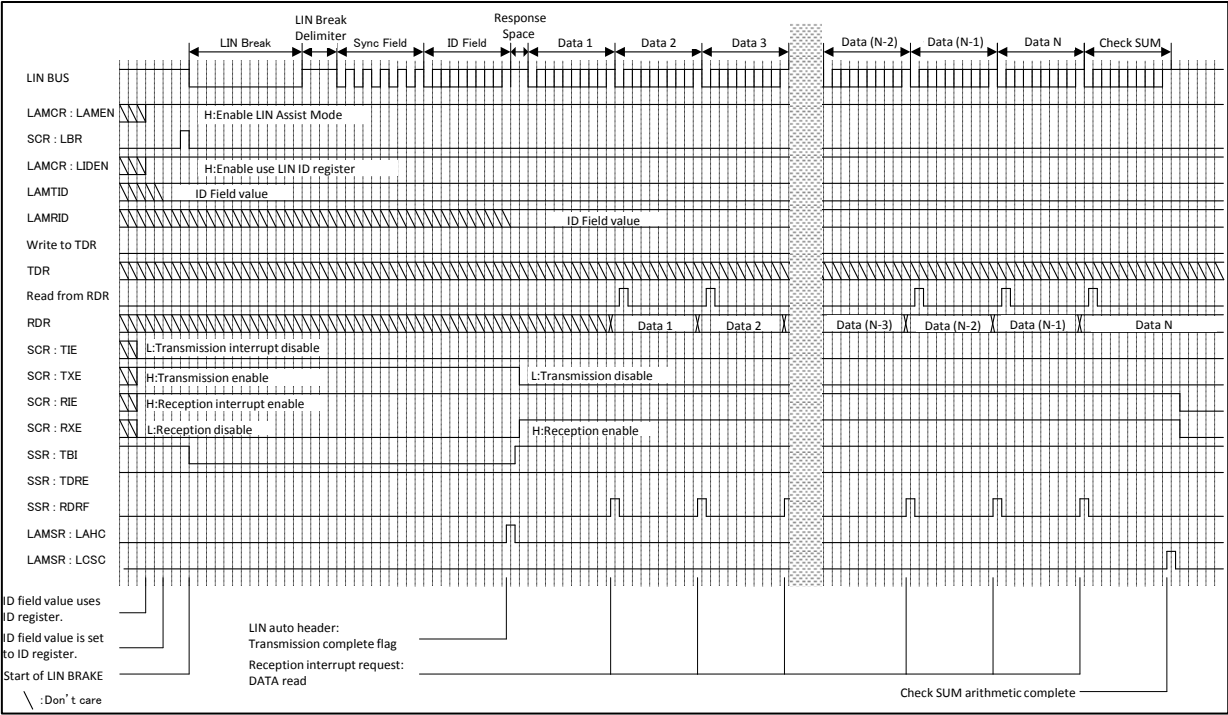 LIN Break
LIN Break
Delimiter
Sync Field
ID Field
Response
Space
Data 1
Data 2
Data 3
Data (N-2)
Data (N-1)
Data N
Check SUM
LIN BUS
LAMCR : LAMEN
H:Enable LIN Assist Mode
SCR : LBR
LAMCR : LIDEN
H:Enable use LIN ID register
LAMTID
ID Field value
LAMRID
ID Field value
Write to TDR
TDR
Read from RDR
RDR
Data 1
Data 2
Data (N-3)
Data (N-2)
Data (N-1)
Data N
SCR : TIE
L:Transmission interrupt disable
SCR : TXE
H:Transmission enable
L:Transmission disable
SCR : RIE
H:Reception interrupt enable
SCR : RXE
L:Reception disable
H:Reception enable
SSR : TBI
SSR : TDRE
SSR : RDRF
LAMSR : LAHC
LAMSR : LCSC
ID field value uses
ID register.
ID field value is set
to ID register.
Start of LIN BRAKE
LIN auto header:
Transmission complete flag
Reception interrupt request:
DATA read
Check SUM arithmetic complete
\ :Don't care